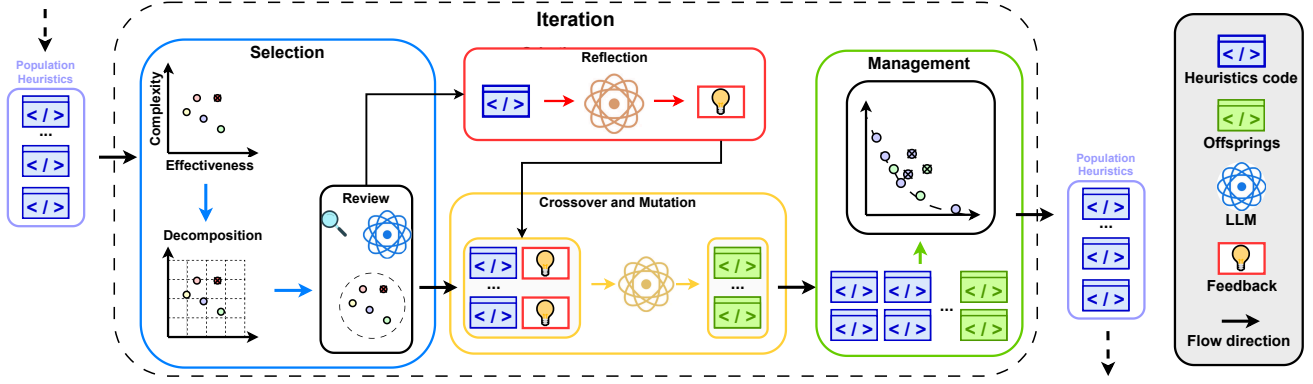 Iteration
Population
Heuristics
</>
...
</>
</>
Selection
Complexity
Effectiveness
Decomposition
Review
Reflection
</>
Crossover and Mutation
</>
...
</>
</>
...
</>
Management
</> </> ... </>
</> </> </>
Population
Heuristics
</>
...
</>
</>
</>
Heuristics code
</>
Offsprings
LLM
Feedback
Flow direction